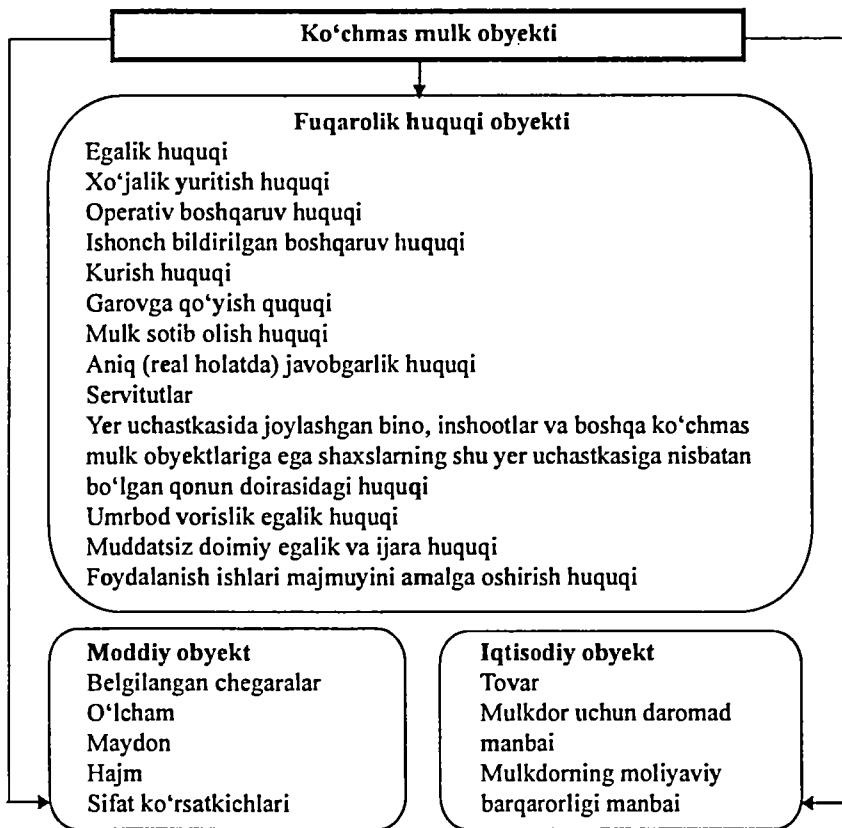 Ko‘chmas mulk obyekti
Fuqarolik huquqi obyekti
Egalik huquqi
Xo‘jalik yuritish huquqi
Operativ boshqaruv huquqi
Ishonch bildirilgan boshqaruv huquqi
Kurish huquqi
Garovga qo‘yish ququqi
Mulk sotib olish huquqi
Aniq (real holatda) javobgarlik huquqi
Servitutlar
Yer uchastkasida joylashgan bino, inshootlar va boshqa ko‘chmas
mulk obyektlariga ega shaxslarning shu yer uchastkasiga nisbatan
bo‘lgan qonun doirasidagi huquqi
Umrbod vorislik egalik huquqi
Muddatsiz doimiy egalik va ijara huquqi
Foydalanish ishlari majmuyini amalga oshirish huquqi
Moddiy obyekt
Belgilangan chegaralar
O‘lcham
Maydon
Hajm
Sifat ko‘rsatkichlari
Iqtisodiy obyekt
Tovar
Mulkdor uchun daromad
manbai
Mulkdorning moliyaviy
barqarorligi manbai